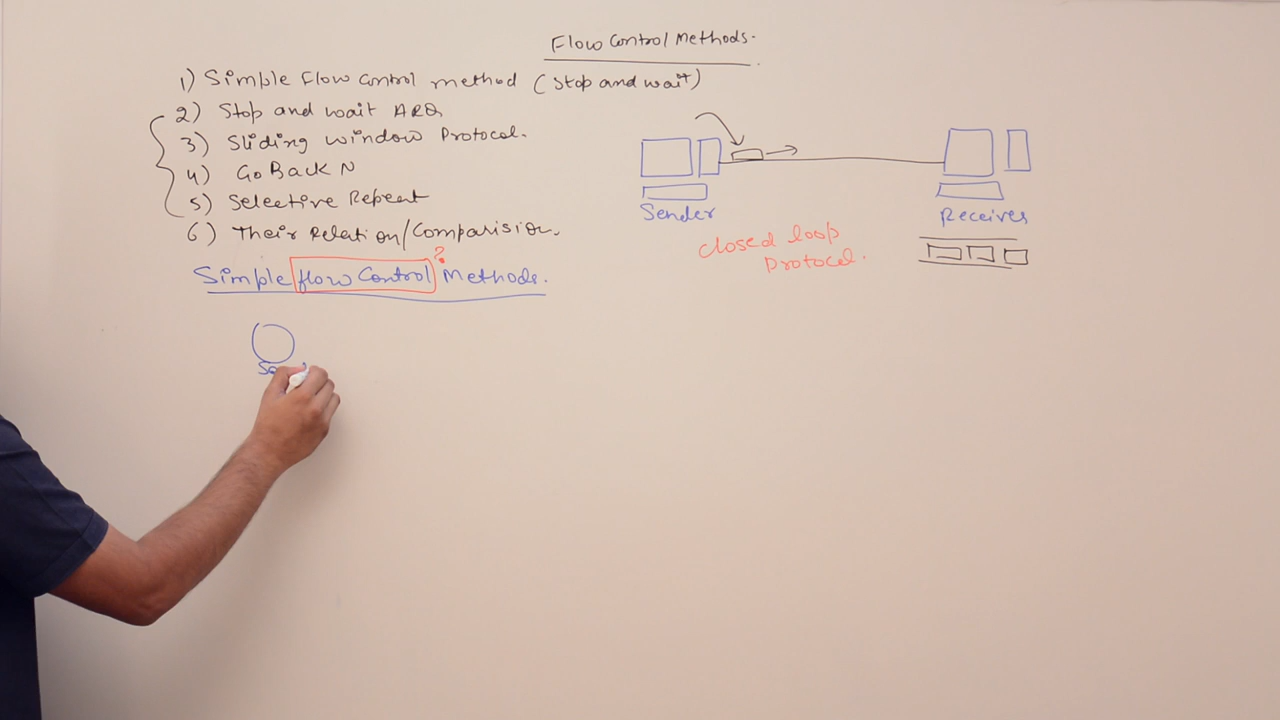 Flow Control Methods.
1) Simple Flow Control method (Stop and wait)
2) Stop and wait ARQ
3) Sliding window Protocol.
4) Go Back N
5) Selective Repeat
6) Their Relation/Comparision.
Simple flow Control ? Methods.
Sender
Receiver
closed loop
Protocol.
Se